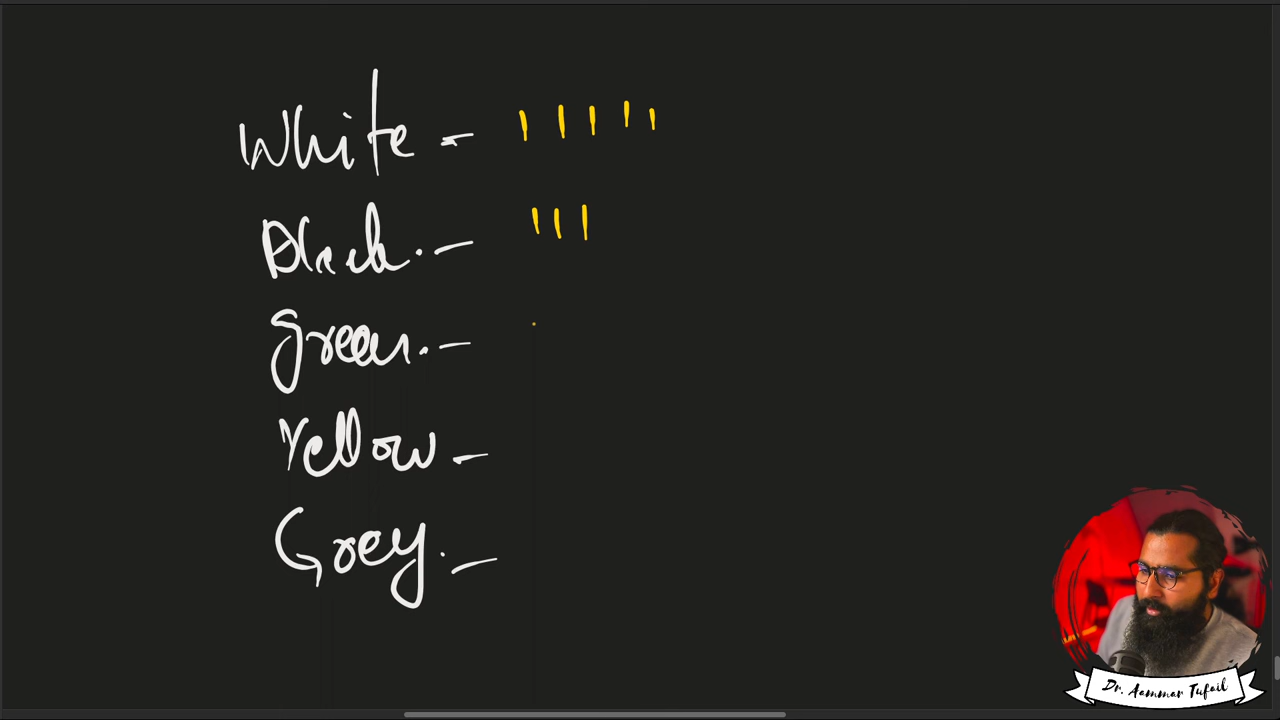 White -
Black. -
Green. -
Yellow -
Grey. -
Dr. Aammar Tufail